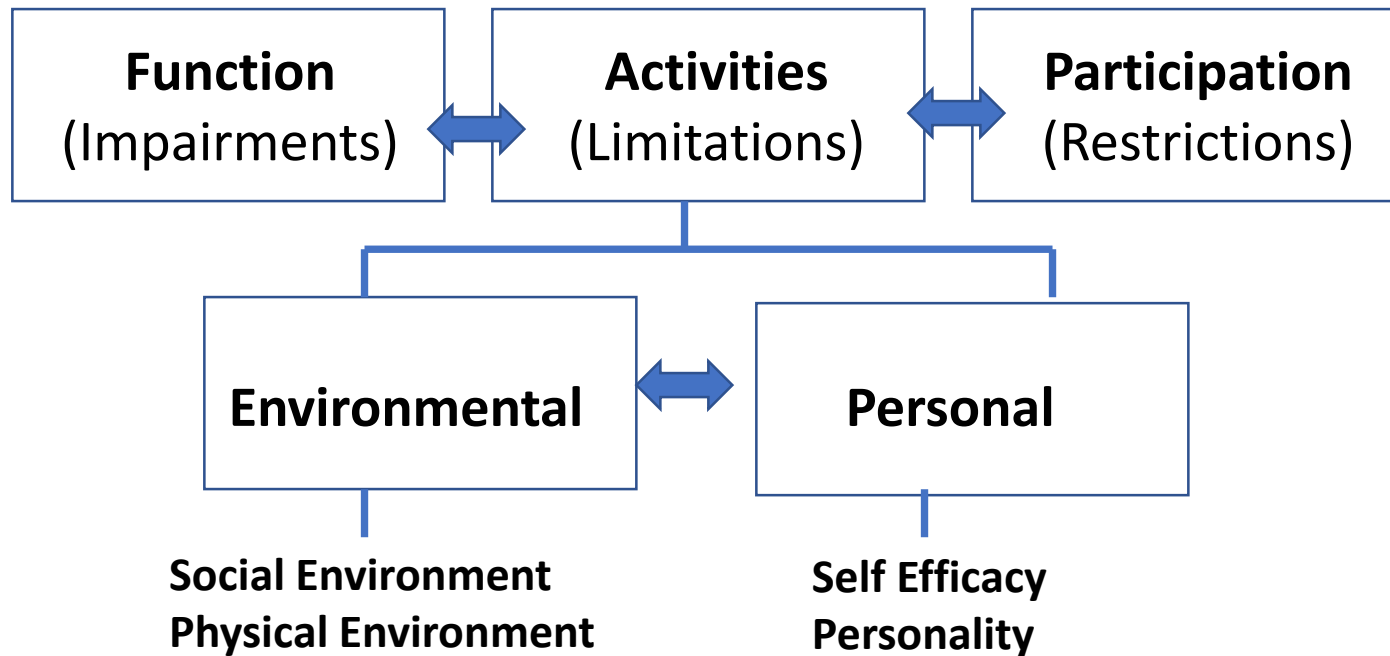 Function
(Impairments)
Activities
(Limitations)
Participation
(Restrictions)
Environmental
Personal
Social Environment
Physical Environment
Self Efficacy
Personality